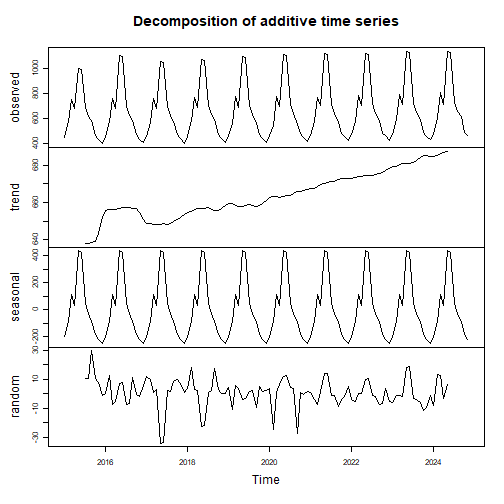 Decomposition of additive time series
observed
400 600 800 1000
trend
640 660 680
seasonal
-200 0 200 400
random
-30 -10 10 30
2016 2018 2020 2022 2024
Time